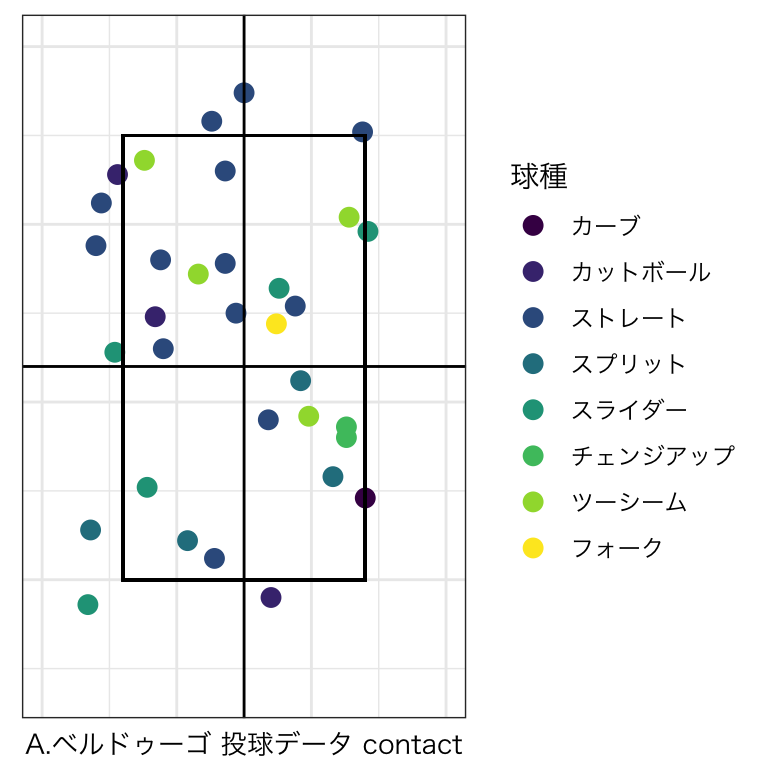 球種
カーブ
カットボール
ストレート
スプリット
スライダー
チェンジアップ
ツーシーム
フォーク
A.ベルドゥーゴ 投球データ contact